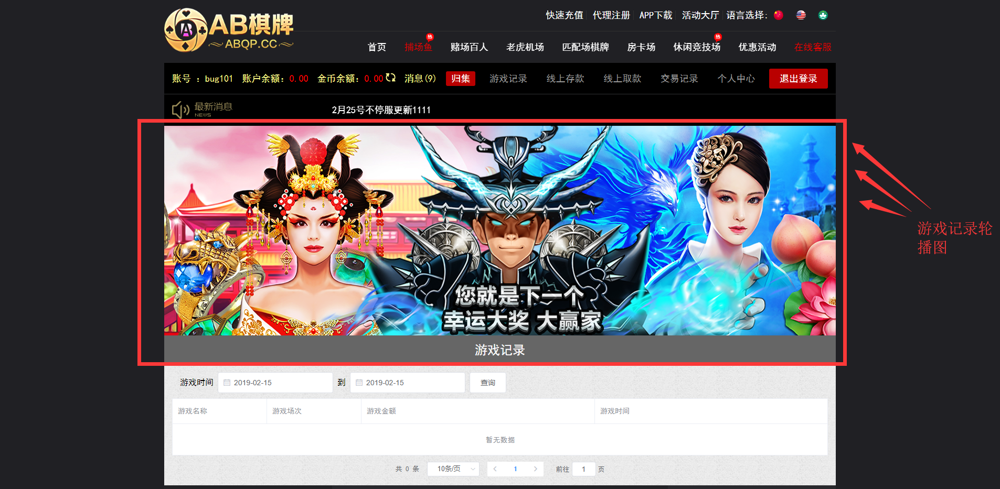 AB棋牌
ABQP.CC
快速充值 代理注册 APP下载 活动大厅 语言选择：
首页 捕场鱼 热 赌场百人 老虎机场 匹配场棋牌 房卡场 休闲竞技场 热 优惠活动 在线客服
账号 ：bug101 账户余额：0.00 金币余额：0.00 消息(9) 归集 游戏记录 线上存款 线上取款 交易记录 个人中心 退出登录
最新消息
NEWS
2月25号不停服更新1111
您就是下一个
幸运大奖 大赢家
游戏记录轮
播图
游戏记录
游戏时间 2019-02-15 到 2019-02-15 查询
游戏名称 游戏场次 游戏金额 游戏时间
暂无数据
共 0 条 10条/页 1 前往 1 页